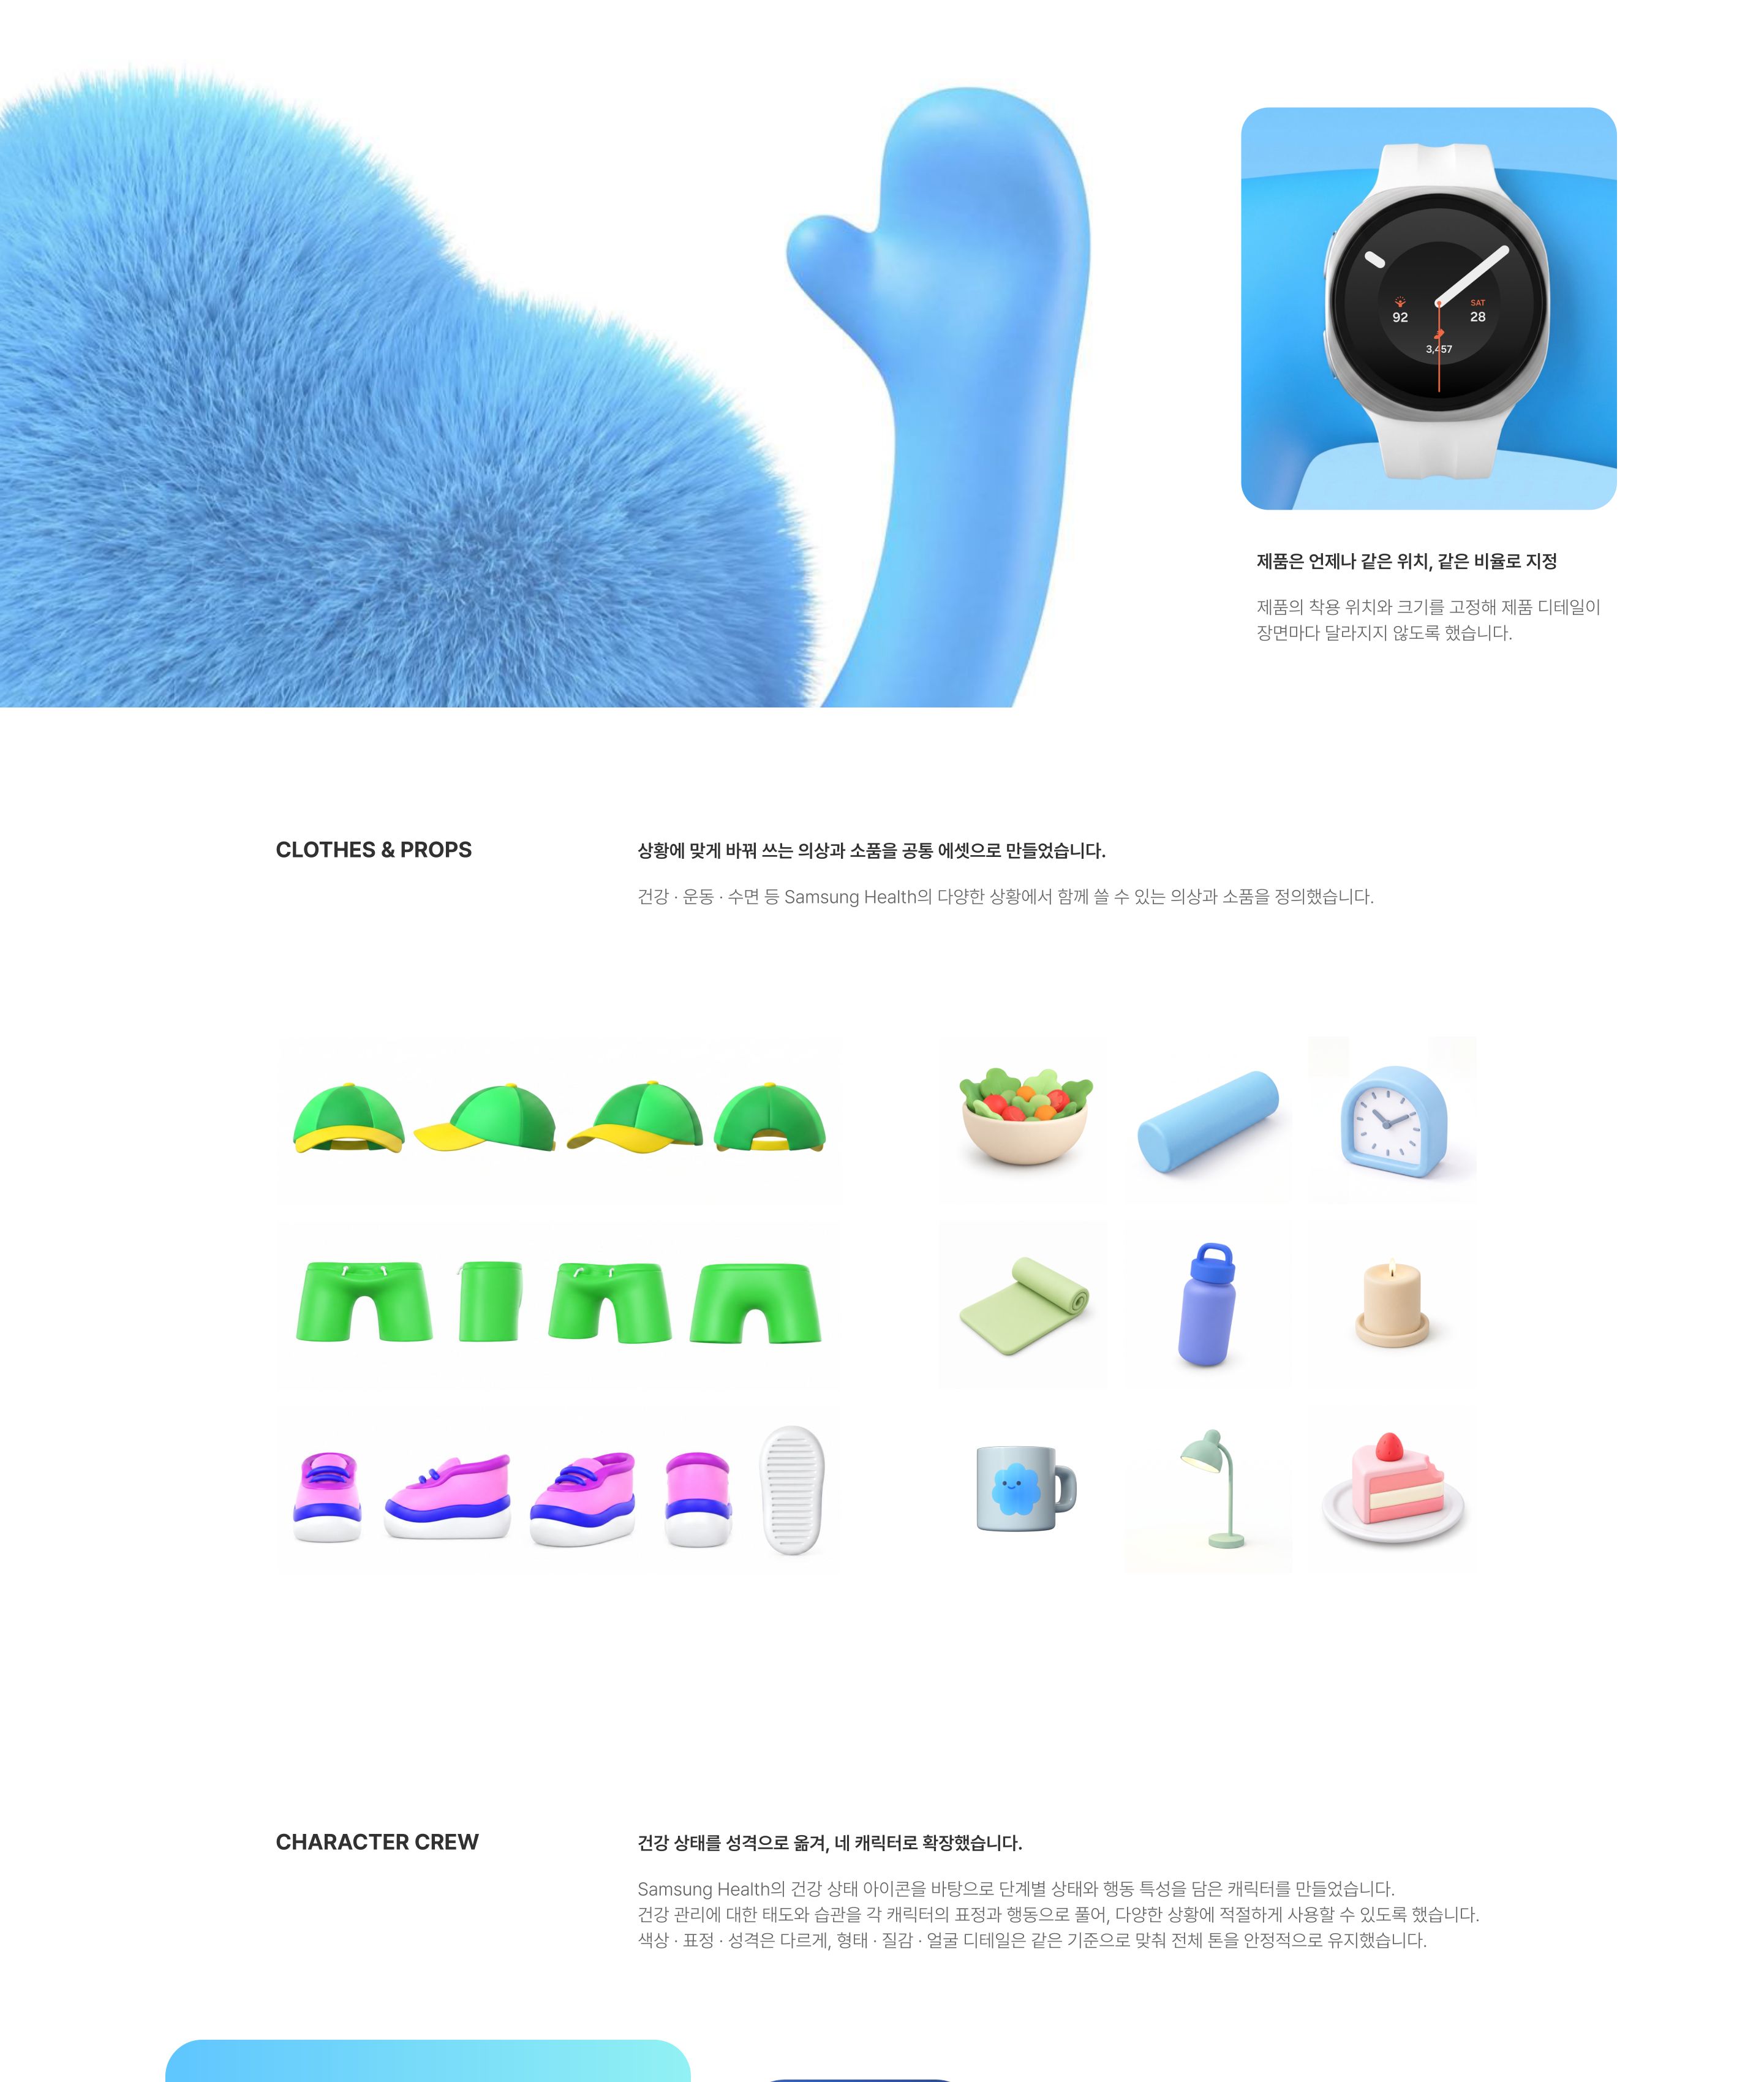 92
SAT
28
3,457
제품은 언제나 같은 위치, 같은 비율로 지정
제품의 착용 위치와 크기를 고정해 제품 디테일이
장면마다 달라지지 않도록 했습니다.
CLOTHES & PROPS
상황에 맞게 바꿔 쓰는 의상과 소품을 공통 에셋으로 만들었습니다.
건강 · 운동 · 수면 등 Samsung Health의 다양한 상황에서 함께 쓸 수 있는 의상과 소품을 정의했습니다.
CHARACTER CREW
건강 상태를 성격으로 옮겨, 네 캐릭터로 확장했습니다.
Samsung Health의 건강 상태 아이콘을 바탕으로 단계별 상태와 행동 특성을 담은 캐릭터를 만들었습니다.
건강 관리에 대한 태도와 습관을 각 캐릭터의 표정과 행동으로 풀어, 다양한 상황에 적절하게 사용할 수 있도록 했습니다.
색상 · 표정 · 성격은 다르게, 형태 · 질감 · 얼굴 디테일은 같은 기준으로 맞춰 전체 톤을 안정적으로 유지했습니다.